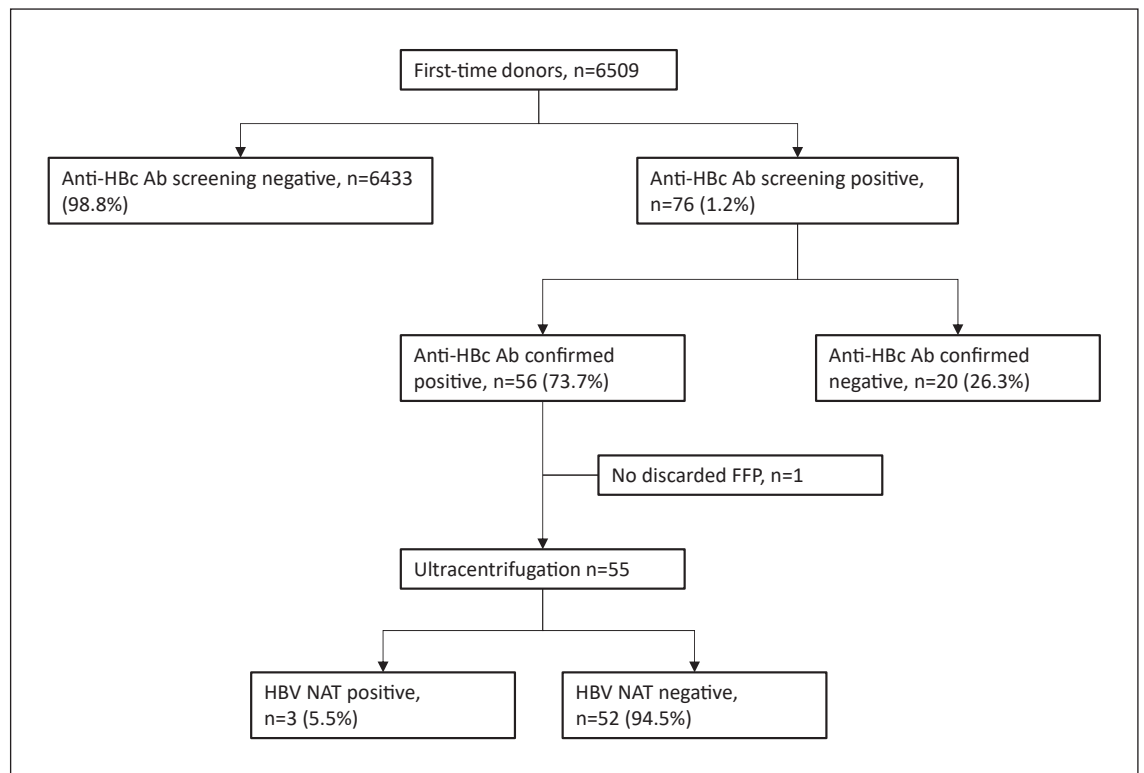 First-time donors, n=6509
Anti-HBc Ab screening negative, n=6433
(98.8%)
Anti-HBc Ab screening positive,
n=76 (1.2%)
Anti-HBc Ab confirmed
positive, n=56 (73.7%)
Anti-HBc Ab confirmed
negative, n=20 (26.3%)
No discarded FFP, n=1
Ultracentrifugation n=55
HBV NAT positive,
n=3 (5.5%)
HBV NAT negative,
n=52 (94.5%)